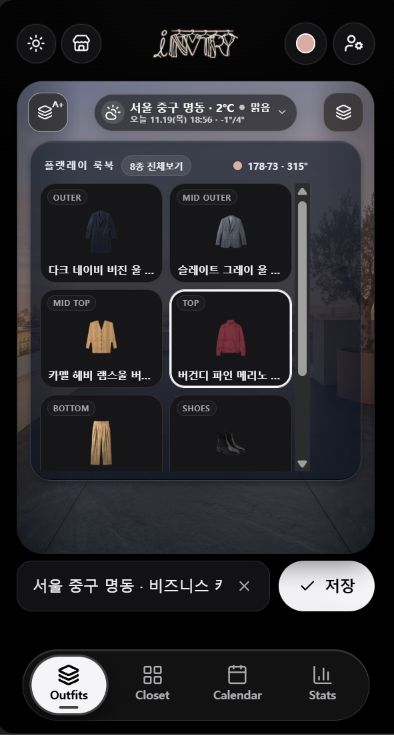 iNVTRY
서울 중구 명동 · 2°C 맑음
오늘 11.19(목) 18:56 · -1°/4°
플랫레이 룩북
8종 전체보기
178·73 · 315°
OUTER
다크 네이비 버진 울 ...
MID OUTER
슬레이트 그레이 울 ...
MID TOP
카멜 헤비 램스울 버...
TOP
버건디 파인 메리노 ...
BOTTOM
SHOES
서울 중구 명동 · 비즈니스
저장
Outfits
Closet
Calendar
Stats